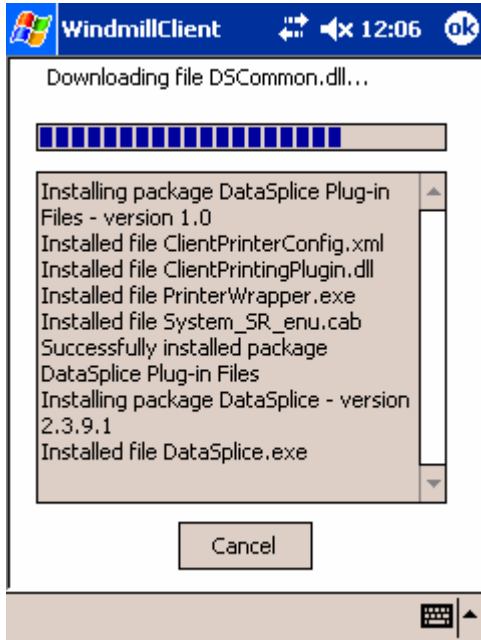 WindmillClient 12:06 ok
Downloading file DSCommon.dll...
Installing package DataSplice Plug-in
Files - version 1.0
Installed file ClientPrinterConfig.xml
Installed file ClientPrintingPlugin.dll
Installed file PrinterWrapper.exe
Installed file System_SR_enu.cab
Successfully installed package
DataSplice Plug-in Files
Installing package DataSplice - version
2.3.9.1
Installed file DataSplice.exe
Cancel